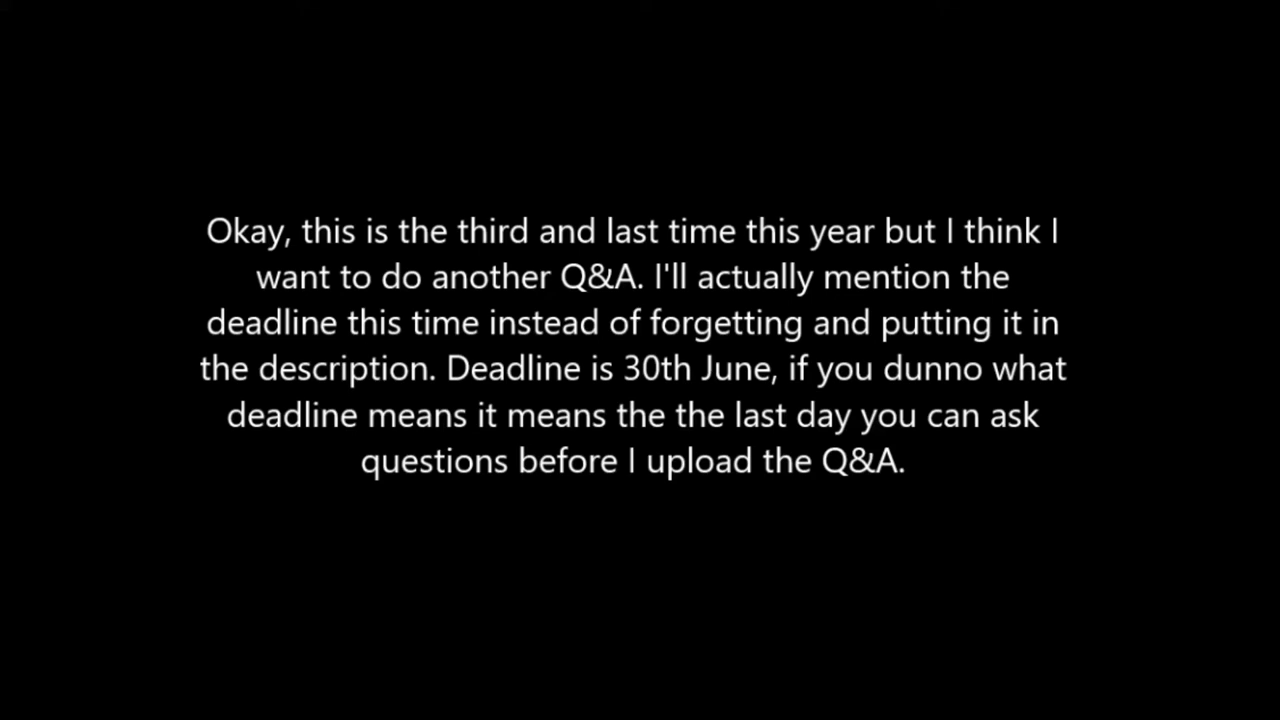 Okay, this is the third and last time this year but I think I
want to do another Q&A. I'll actually mention the
deadline this time instead of forgetting and putting it in
the description. Deadline is 30th June, if you dunno what
deadline means it means the the last day you can ask
questions before I upload the Q&A.